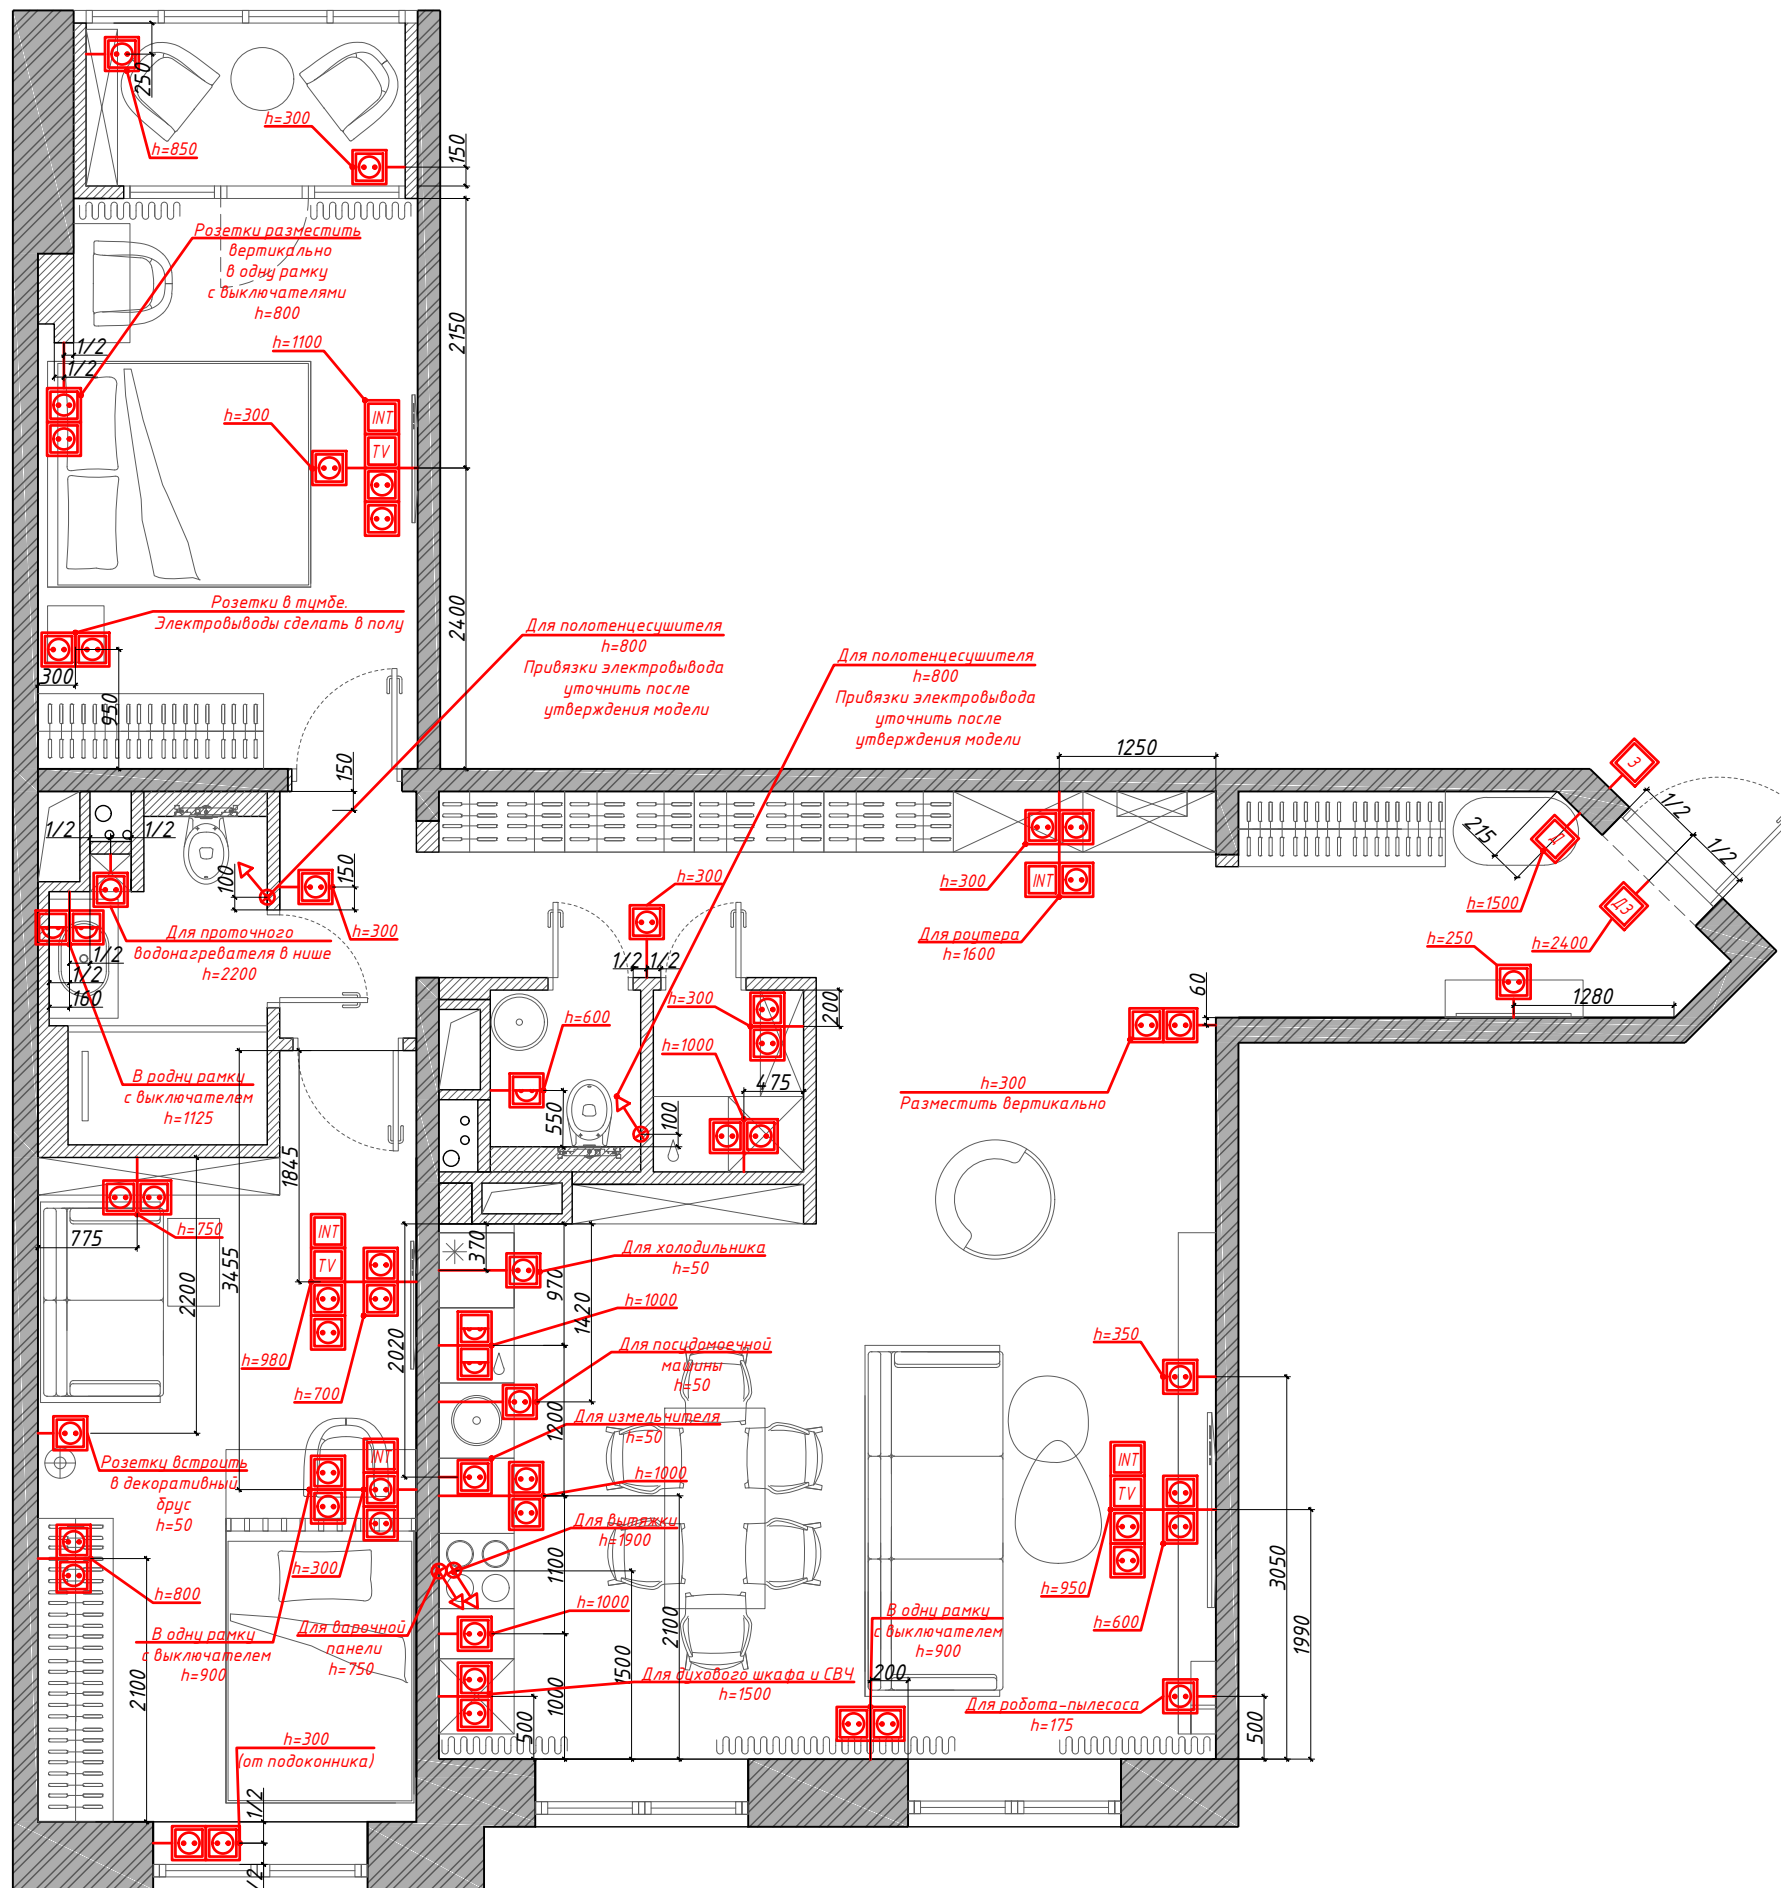 250
h=850
h=300
150
Розетки разместить
вертикально
в одну рамку
с выключателями
h=800
1/2
1/2
h=1100
2150
INT
TV
h=300
Розетки в тумбе.
Электровыводы сделать в полу
300
950
2400
Для полотенцесушителя
h=800
Привязки электровывода
уточнить после
утверждения модели
Для полотенцесушителя
h=800
Привязки электровывода
уточнить после
утверждения модели
1250
150
1/2
1/2
100
150
h=300
Для проточного
водонагревателя в нише
h=2200
1/2
1/2
160
В родну рамку
с выключателем
h=1125
h=300
1/2
1/2
h=300
INT
Для роутера
h=1600
З
1/2
1/2
215
Д
h=1500
ДЗ
h=2400
h=250
1280
60
h=300
Разместить вертикально
h=600
550
100
h=300
200
h=1000
475
1845
3455
775
h=750
2200
INT
TV
h=980
h=700
2020
370
970
1420
Для холодильника
h=50
h=1000
Для посудомоечной
машины
h=50
1200
Для измельчителя
h=50
h=1000
Для вытяжки
h=1900
1100
h=1000
2100
1500
1000
500
Для духового шкафа и СВЧ
h=1500
Розетку встроить
в декоративный
брус
h=50
INT
h=300
h=800
В одну рамку
с выключателем
h=900
Для варочной
панели
h=750
2100
h=300
(от подоконника)
1/2
1/2
В одну рамку
с выключателем
h=900
200
h=350
INT
TV
h=950
h=600
3050
1990
Для робота-пылесоса
h=175
500